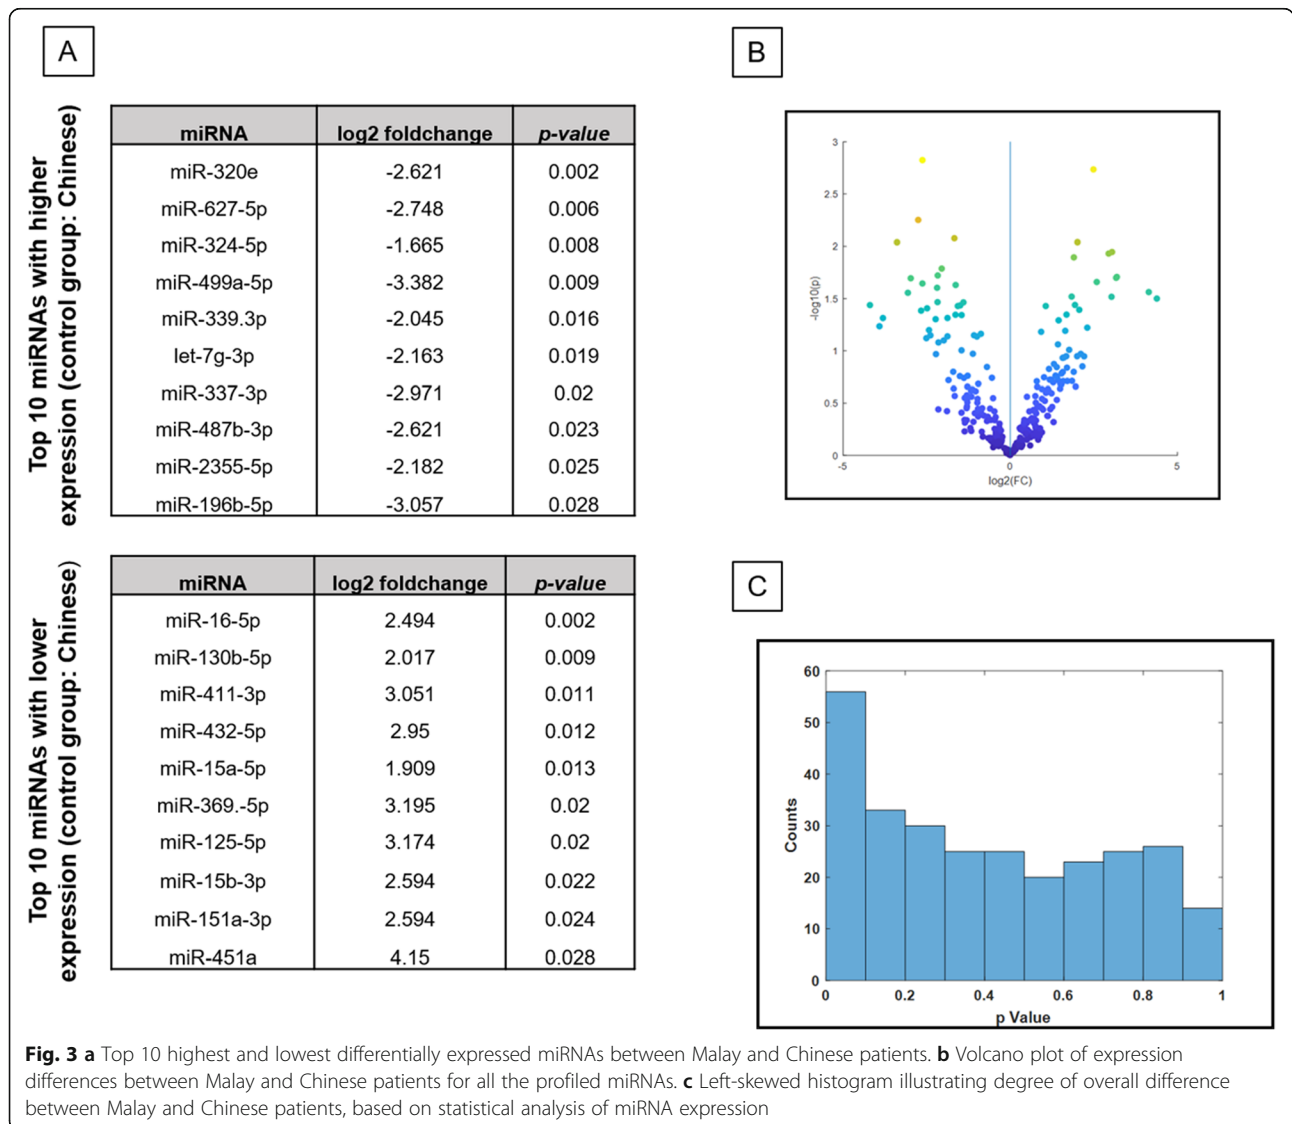 A
Top 10 miRNAs with higher
expression (control group: Chinese)
miRNA log2 foldchange p-value
miR-320e -2.621 0.002
miR-627-5p -2.748 0.006
miR-324-5p -1.665 0.008
miR-499a-5p -3.382 0.009
miR-339.3p -2.045 0.016
let-7g-3p -2.163 0.019
miR-337-3p -2.971 0.02
miR-487b-3p -2.621 0.023
miR-2355-5p -2.182 0.025
miR-196b-5p -3.057 0.028
Top 10 miRNAs with lower
expression (control group: Chinese)
miRNA log2 foldchange p-value
miR-16-5p 2.494 0.002
miR-130b-5p 2.017 0.009
miR-411-3p 3.051 0.011
miR-432-5p 2.95 0.012
miR-15a-5p 1.909 0.013
miR-369.-5p 3.195 0.02
miR-125-5p 3.174 0.02
miR-15b-3p 2.594 0.022
miR-151a-3p 2.594 0.024
miR-451a 4.15 0.028
B
3
2.5
2
1.5
1
0.5
0
-log10(p)
-5 0 5
log2(FC)
C
60
50
40
30
20
10
0
Counts
0 0.2 0.4 0.6 0.8 1
p Value
Fig. 3 a Top 10 highest and lowest differentially expressed miRNAs between Malay and Chinese patients. b Volcano plot of expression
differences between Malay and Chinese patients for all the profiled miRNAs. c Left-skewed histogram illustrating degree of overall difference
between Malay and Chinese patients, based on statistical analysis of miRNA expression